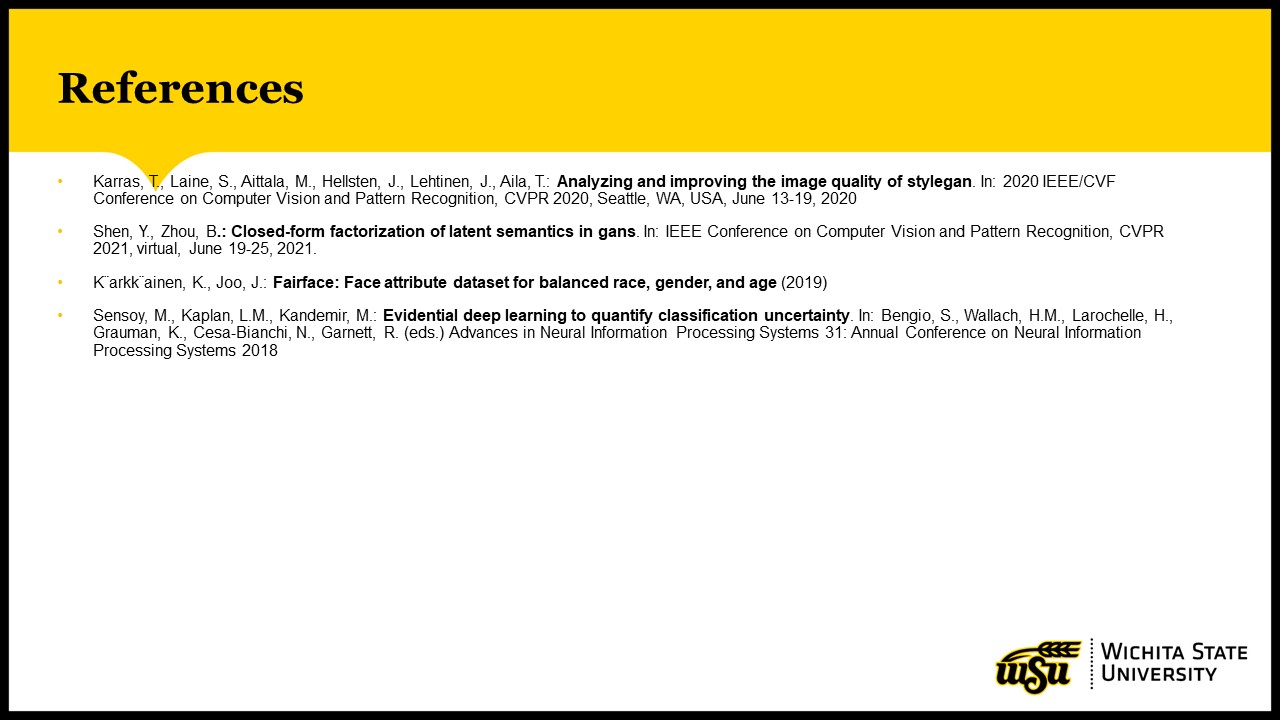 References
• Karras, T., Laine, S., Aittala, M., Hellsten, J., Lehtinen, J., Aila, T.: Analyzing and improving the image quality of stylegan. In: 2020 IEEE/CVF
Conference on Computer Vision and Pattern Recognition, CVPR 2020, Seattle, WA, USA, June 13-19, 2020
• Shen, Y., Zhou, B.: Closed-form factorization of latent semantics in gans. In: IEEE Conference on Computer Vision and Pattern Recognition, CVPR
2021, virtual, June 19-25, 2021.
• K¨arkk¨ainen, K., Joo, J.: Fairface: Face attribute dataset for balanced race, gender, and age (2019)
• Sensoy, M., Kaplan, L.M., Kandemir, M.: Evidential deep learning to quantify classification uncertainty. In: Bengio, S., Wallach, H.M., Larochelle, H.,
Grauman, K., Cesa-Bianchi, N., Garnett, R. (eds.) Advances in Neural Information Processing Systems 31: Annual Conference on Neural Information
Processing Systems 2018
WSU
WICHITA STATE
UNIVERSITY